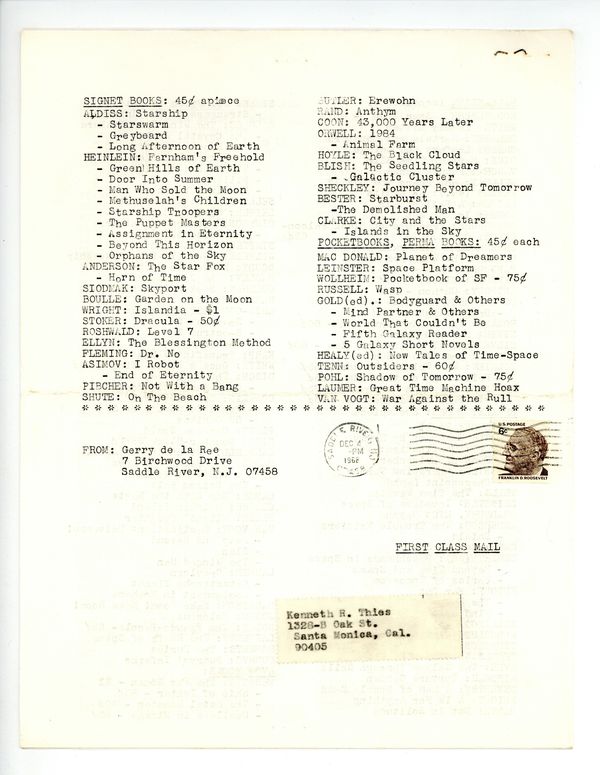 SIGNET BOOKS: 45¢ apiece
ALDISS: Starship
- Starswarm
- Greybeard
- Long Afternoon of Earth
HEINLEIN: Farnham's Freehold
- Green Hills of Earth
- Door Into Summer
- Man Who Sold the Moon
- Methuselah's Children
- Starship Troopers
- The Puppet Masters
- Assignment in Eternity
- Beyond This Horizon
- Orphans of the Sky
ANDERSON: The Star Fox
- Horn of Time
SIODMAK: Skyport
BOULLE: Garden on the Moon
WRIGHT: Islandia - $1
STOKER: Dracula - 50¢
ROSHWALD: Level 7
ELLYN: The Blessington Method
FLEMING: Dr. No
ASIMOV: I Robot
- End of Eternity
PIRCHER: Not With a Bang
SHUTE: On The Beach
BUTLER: Erewohn
RAND: Anthym
COON: 43,000 Years Later
ORWELL: 1984
- Animal Farm
HOYLE: The Black Cloud
BLISH: The Seedling Stars
- Galactic Cluster
SHECKLEY: Journey Beyond Tomorrow
BESTER: Starburst
-The Demolished Man
CLARKE: City and the Stars
- Islands in the Sky
POCKETBOOKS, PERMA BOOKS: 45¢ each
MAC DONALD: Planet of Dreamers
LEINSTER: Space Platform
WOLLHEIM: Pocketbook of SF - 75¢
RUSSELL: Wasp
GOLD(ed).: Bodyguard & Others
- Mind Partner & Others
- World That Couldn't Be
- Fifth Galaxy Reader
- 5 Galaxy Short Novels
HEALY(ed): New Tales of Time-Space
TENN: Outsiders - 60¢
POHL: Shadow of Tomorrow - 75¢
LAUMER: Great Time Machine Hoax
VAN VOGT: War Against the Rull
* * * * * * * * * * * * * * * * * * * * * * * * * * * * * * * * * * * * * *
FROM: Gerry de la Ree
7 Birchwood Drive
Saddle River, N.J. 07458
SADDLE RIVER NJ
DEC 4
PM
1968
U.S. POSTAGE
6¢
FRANKLIN D. ROOSEVELT
FIRST CLASS MAIL
Kenneth R. Thies
1328-B Oak St.
Santa Monica, Cal.
90405